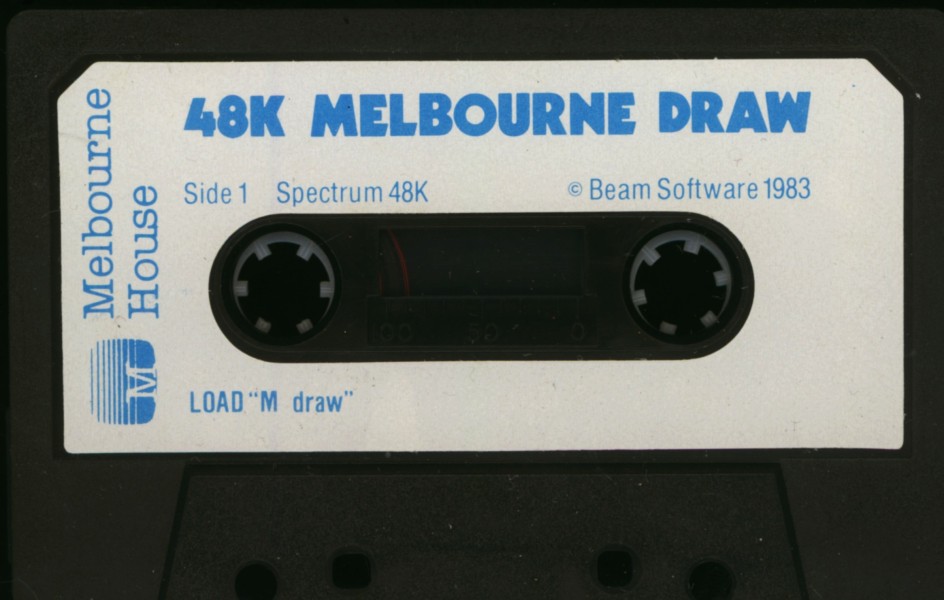 48K MELBOURNE DRAW
Side 1 Spectrum 48K © Beam Software 1983
Melbourne
House
M
LOAD "M draw"